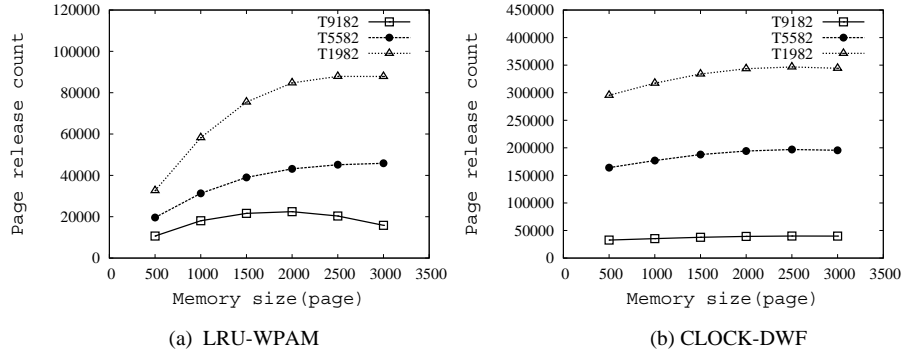 120000
100000
80000
60000
40000
20000
0
Page release count
T9182
T5582
T1982
0 500 1000 1500 2000 2500 3000 3500
Memory size(page)
(a) LRU-WPAM
450000
400000
350000
300000
250000
200000
150000
100000
50000
0
Page release count
T9182
T5582
T1982
0 500 1000 1500 2000 2500 3000 3500
Memory size(page)
(b) CLOCK-DWF